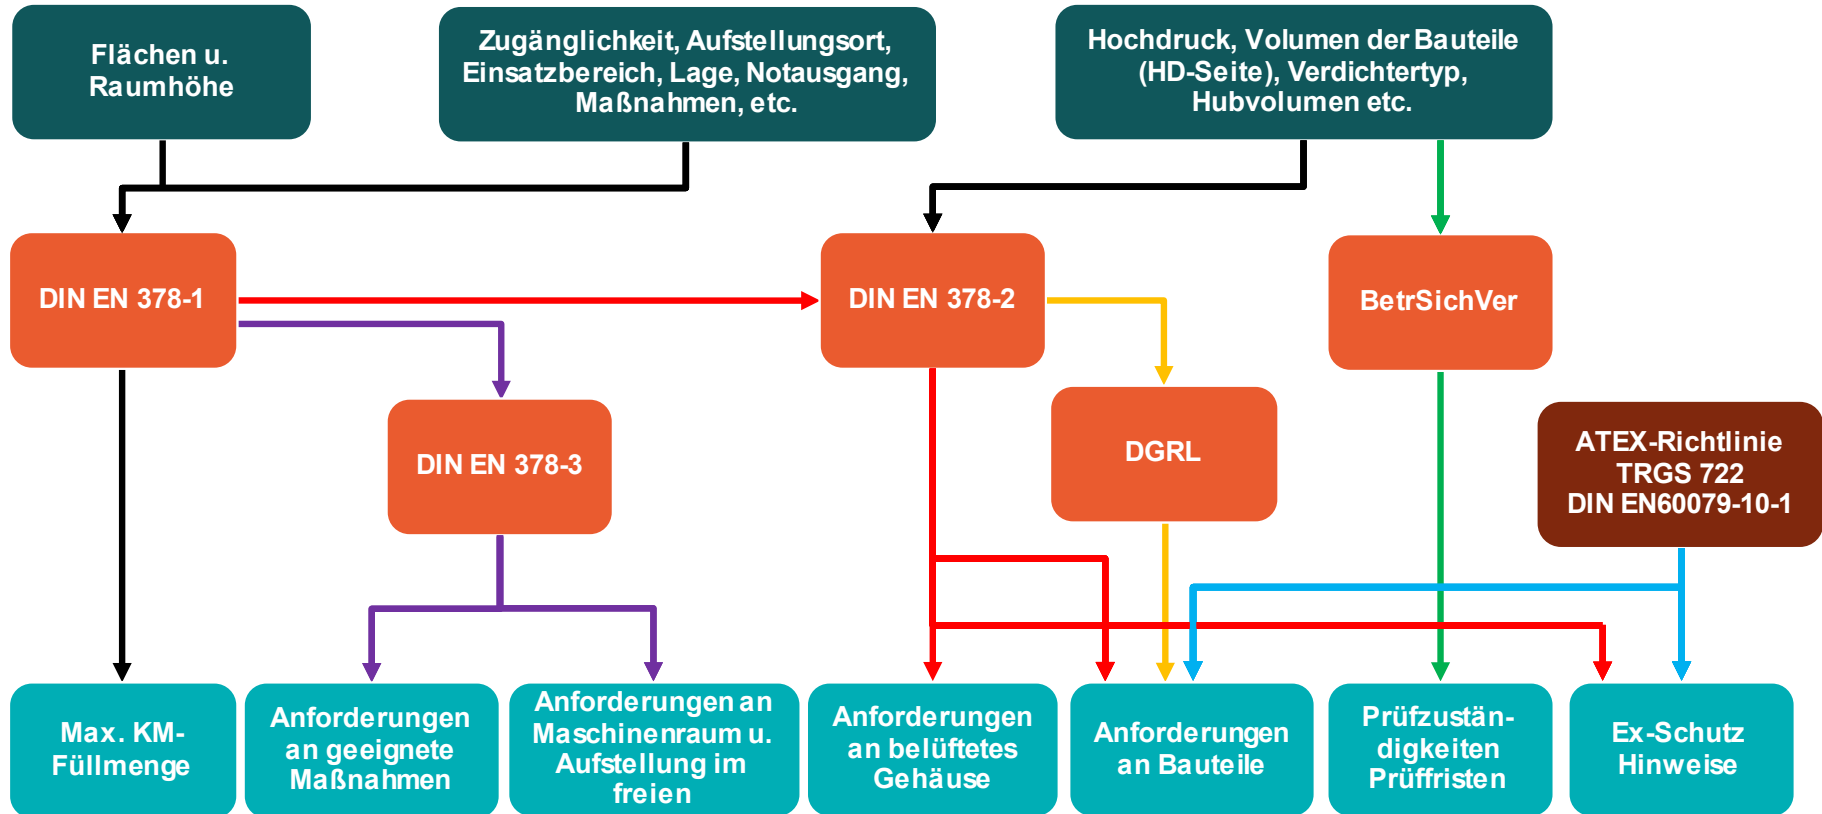 Flächen u.
Raumhöhe
Zugänglichkeit, Aufstellungsort,
Einsatzbereich, Lage, Notausgang,
Maßnahmen, etc.
Hochdruck, Volumen der Bauteile
(HD-Seite), Verdichtertyp,
Hubvolumen etc.
DIN EN 378-1
DIN EN 378-2
BetrSichVer
DIN EN 378-3
DGRL
ATEX-Richtlinie
TRGS 722
DIN EN60079-10-1
Max. KM-
Füllmenge
Anforderungen
an geeignete
Maßnahmen
Anforderungen an
Maschinenraum u.
Aufstellung im
freien
Anforderungen
an belüftetes
Gehäuse
Anforderungen
an Bauteile
Prüfzustän-
digkeiten
Prüffristen
Ex-Schutz
Hinweise